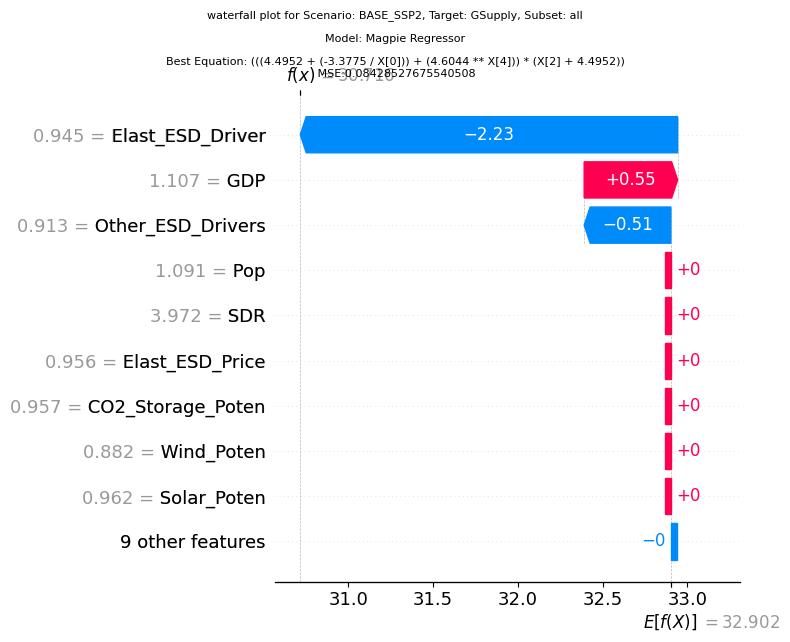 waterfall plot for Scenario: BASE_SSP2, Target: GSupply, Subset: all
Model: Magpie Regressor
Best Equation: (((4.4952 + (-3.3775 / X[0])) + (4.6044 ** X[4])) * (X[2] + 4.4952))
MSE:0.08428527675540508
f(x) = 30.716
0.945 = Elast_ESD_Driver −2.23
1.107 = GDP +0.55
0.913 = Other_ESD_Drivers −0.51
1.091 = Pop +0
3.972 = SDR +0
0.956 = Elast_ESD_Price +0
0.957 = CO2_Storage_Poten +0
0.882 = Wind_Poten +0
0.962 = Solar_Poten +0
9 other features −0
31.0 31.5 32.0 32.5 33.0
E[f(X)] = 32.902